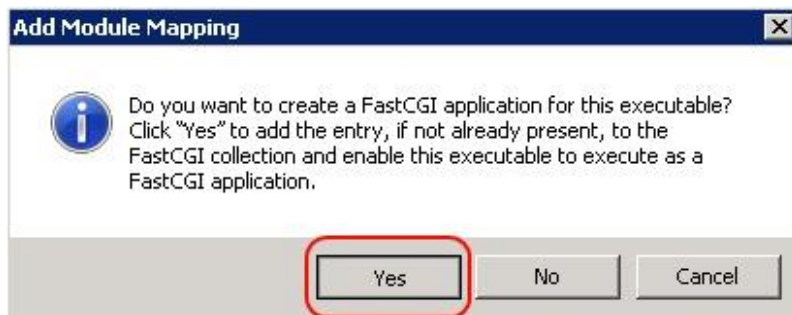 Add Module Mapping
Do you want to create a FastCGI application for this executable?
Click "Yes" to add the entry, if not already present, to the
FastCGI collection and enable this executable to execute as a
FastCGI application.
Yes
No
Cancel